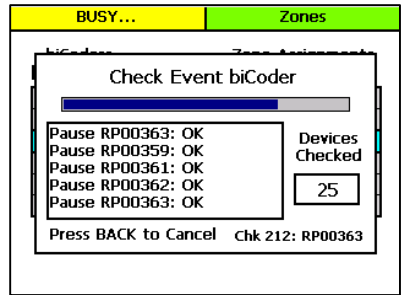 BUSY... Zones
Check Event biCoder
Pause RP00363: OK
Pause RP00359: OK
Pause RP00361: OK
Pause RP00362: OK
Pause RP00363: OK
Devices
Checked
25
Press BACK to Cancel Chk 212: RP00363